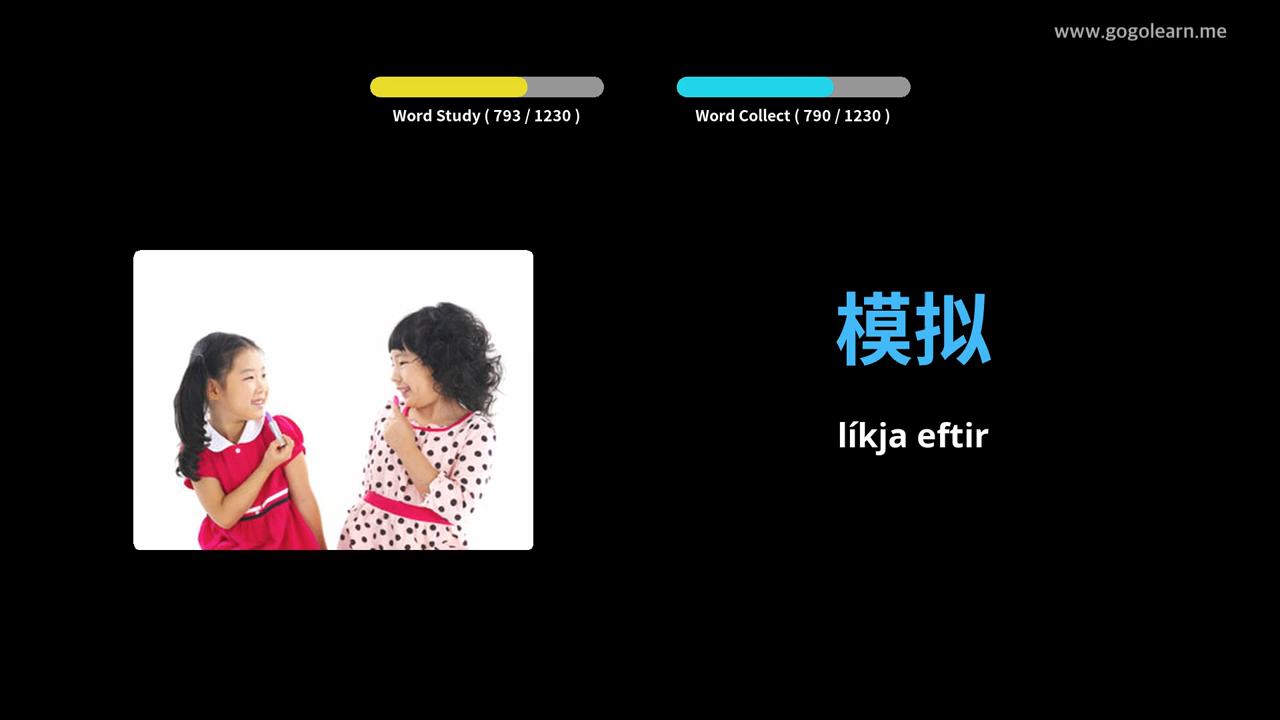 www.gogolearn.me
Word Study ( 793 / 1230 )
Word Collect ( 790 / 1230 )
模拟
líkja eftir